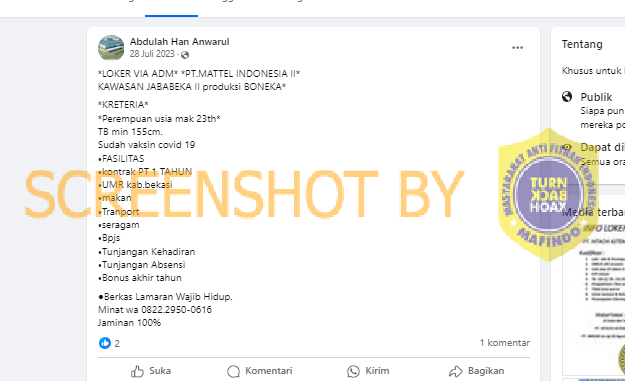 Abdulah Han Anwarul
28 Juli 2023 ·
*LOKER VIA ADM* *PT.MATTEL INDONESIA II*
KAWASAN JABABEKA II produksi BONEKA*
*KRETERIA*
*Perempuan usia mak 23th*
TB min 155cm.
Sudah vaksin covid 19
•FASILITAS
•kontrak PT 1 TAHUN
•UMR kab.bekasi
•makan
•Tranport
•seragam
•Bpjs
•Tunjangan Kehadiran
•Tunjangan Absensi
•Bonus akhir tahun
●Berkas Lamaran Wajib Hidup.
Minat wa 0822.2950-0616
Jaminan 100%
2
1 komentar
Suka
Komentari
Kirim
Bagikan
SCREENSHOT BY
MASYARAKAT ANTI FITNAH INDONESIA
TURN
BACK
HOAX
MAFINDO
Tentang
Khusus untuk
Publik
Siapa pun
mereka po
Dapat di
Semua ora
Media terbar
INFO LOKER